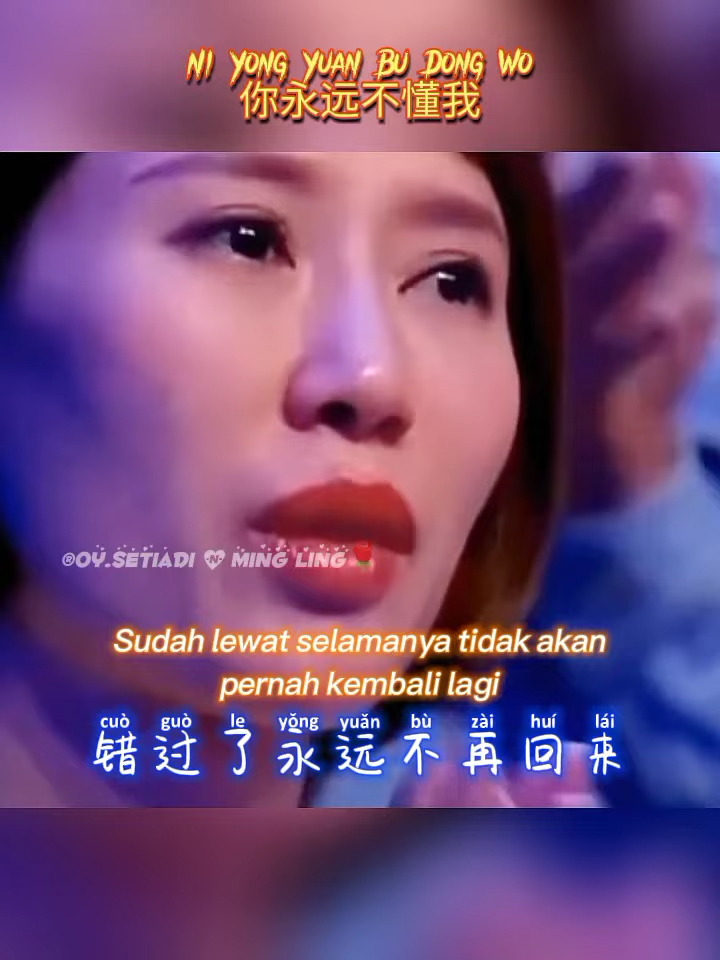 NI YONG YUAN BU DONG WO
你永远不懂我
®OY.SETIADI -N- MING LING
Sudah lewat selamanya tidak akan
pernah kembali lagi
cuò guò le yǒng yuǎn bù zài huí lái
错过了永远不再回来